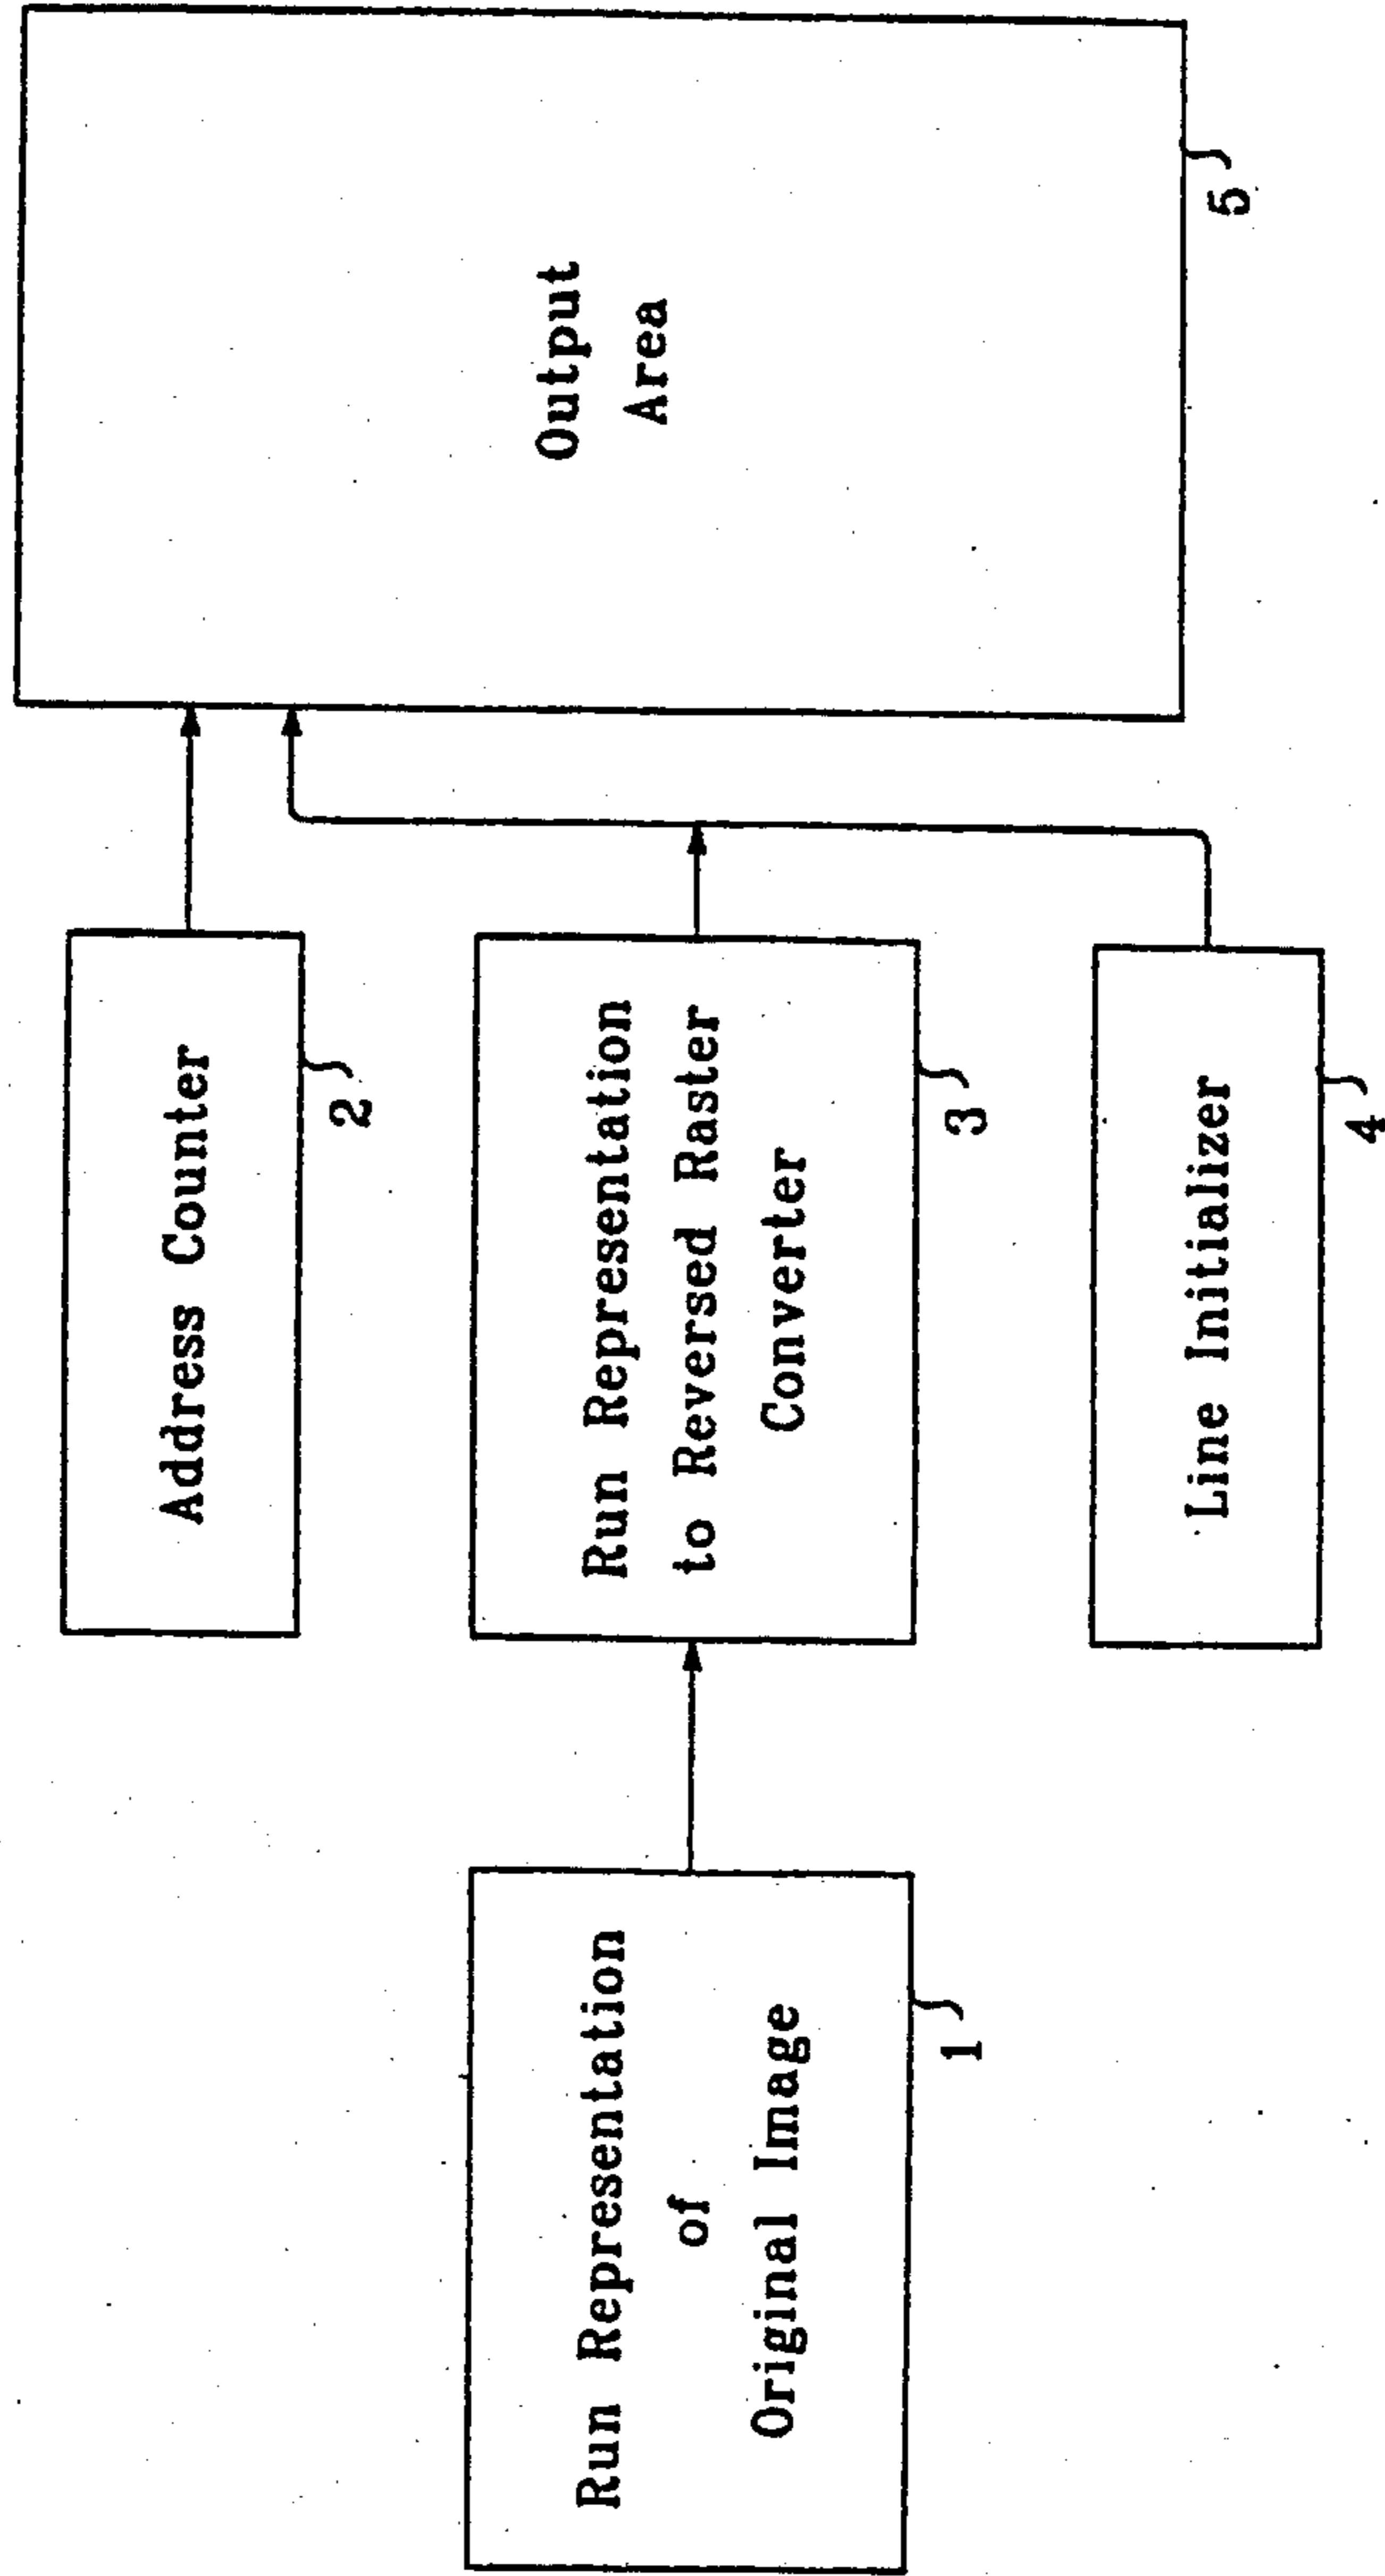 Run Representation
of
Original Image
1
Address Counter
2
Run Representation
to Reversed Raster
Converter
3
Line Initializer
4
Output
Area
5